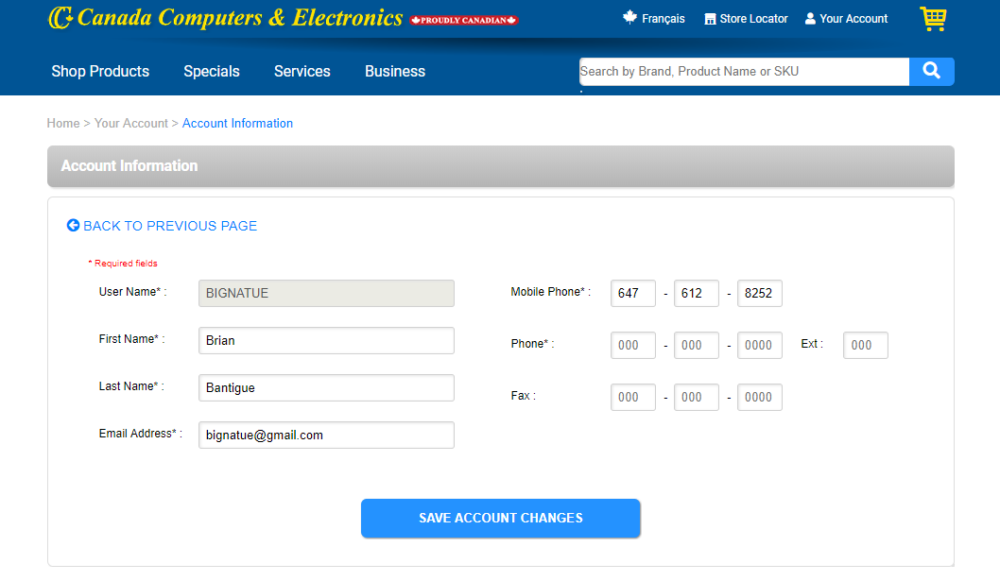 Canada Computers & Electronics PROUDLY CANADIAN Français Store Locator Your Account
Shop Products Specials Services Business Search by Brand, Product Name or SKU
Home > Your Account > Account Information
Account Information
BACK TO PREVIOUS PAGE
* Required fields
User Name* : BIGNATUE Mobile Phone* : 647 - 612 - 8252
First Name* : Brian Phone* : 000 - 000 - 0000 Ext : 000
Last Name* : Bantigue Fax : 000 - 000 - 0000
Email Address* : bignatue@gmail.com
SAVE ACCOUNT CHANGES